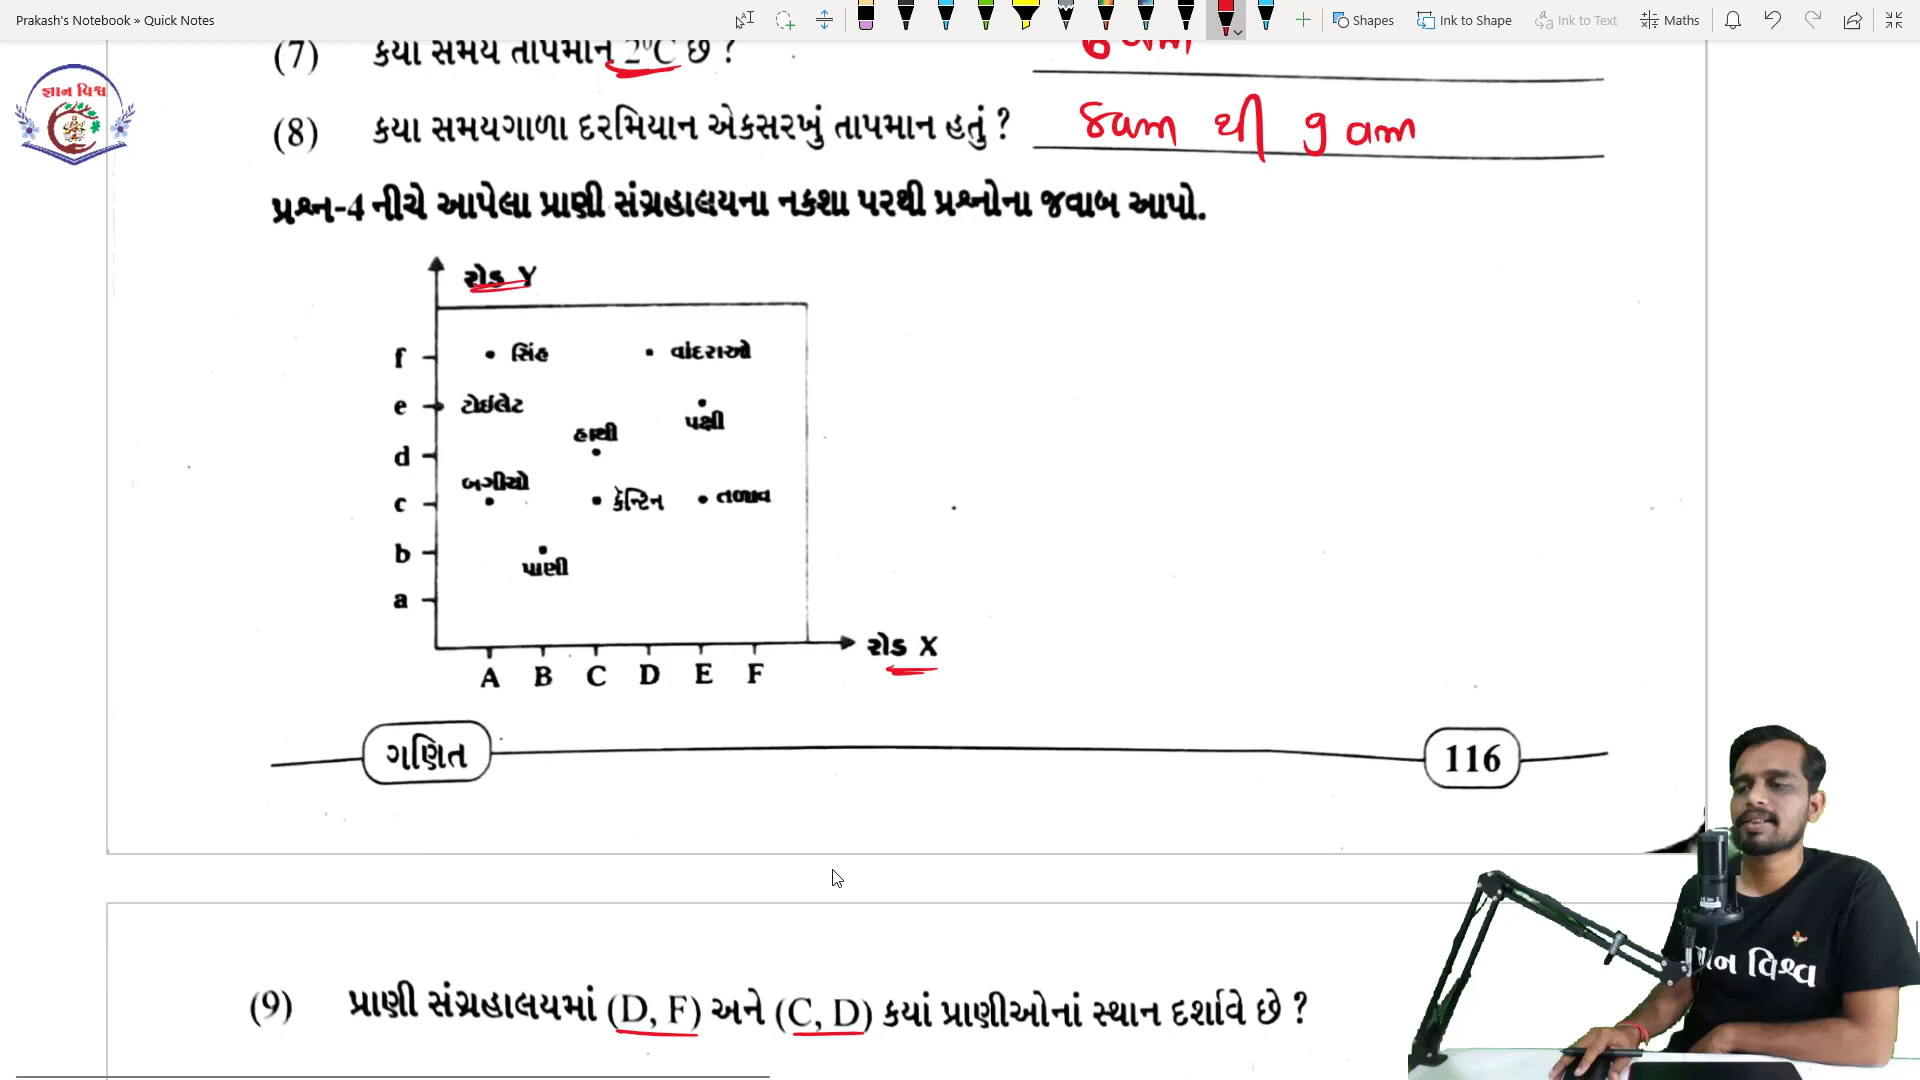 Prakash's Notebook » Quick Notes
Shapes
Ink to Shape
Ink to Text
Maths
જ્ઞાન વિશ્વ
(7) કયા સમય તાપમાન 2⁰C છે ?
(8) કયા સમયગાળા દરમિયાન એકસરખું તાપમાન હતું ? 8am થી 9 am
પ્રશ્ન-4 નીચે આપેલા પ્રાણી સંગ્રહાલયના નકશા પરથી પ્રશ્નોના જવાબ આપો.
રોડ Y
f સિંહ વાંદરાઓ
e ટોઇલેટ પક્ષી
હાથી
d
બગીચો
c કેન્ટિન તળાવ
b
પાણી
a
રોડ X
A B C D E F
ગણિત 116
(9) પ્રાણી સંગ્રહાલયમાં (D, F) અને (C, D) કયાં પ્રાણીઓનાં સ્થાન દર્શાવે છે ?